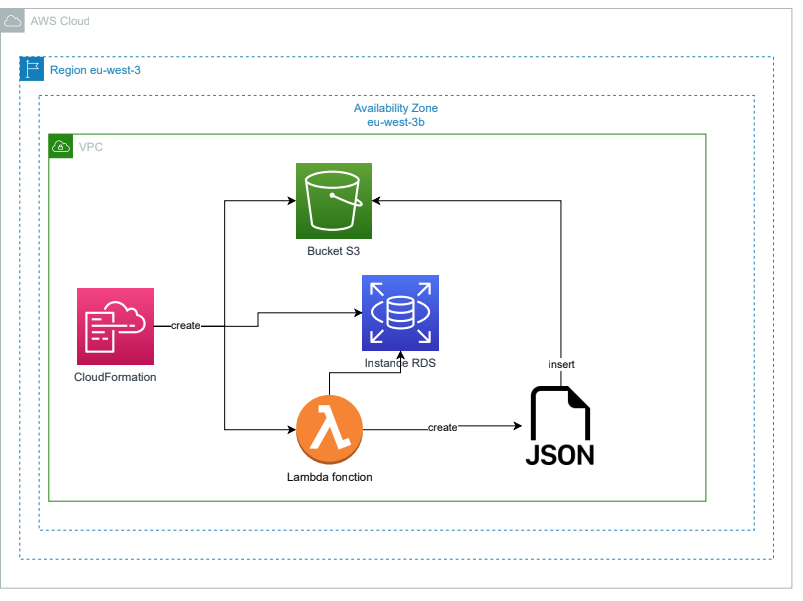 AWS Cloud
Region eu-west-3
Availability Zone
eu-west-3b
VPC
Bucket S3
create
CloudFormation
Instance RDS
insert
Lambda fonction
create
JSON